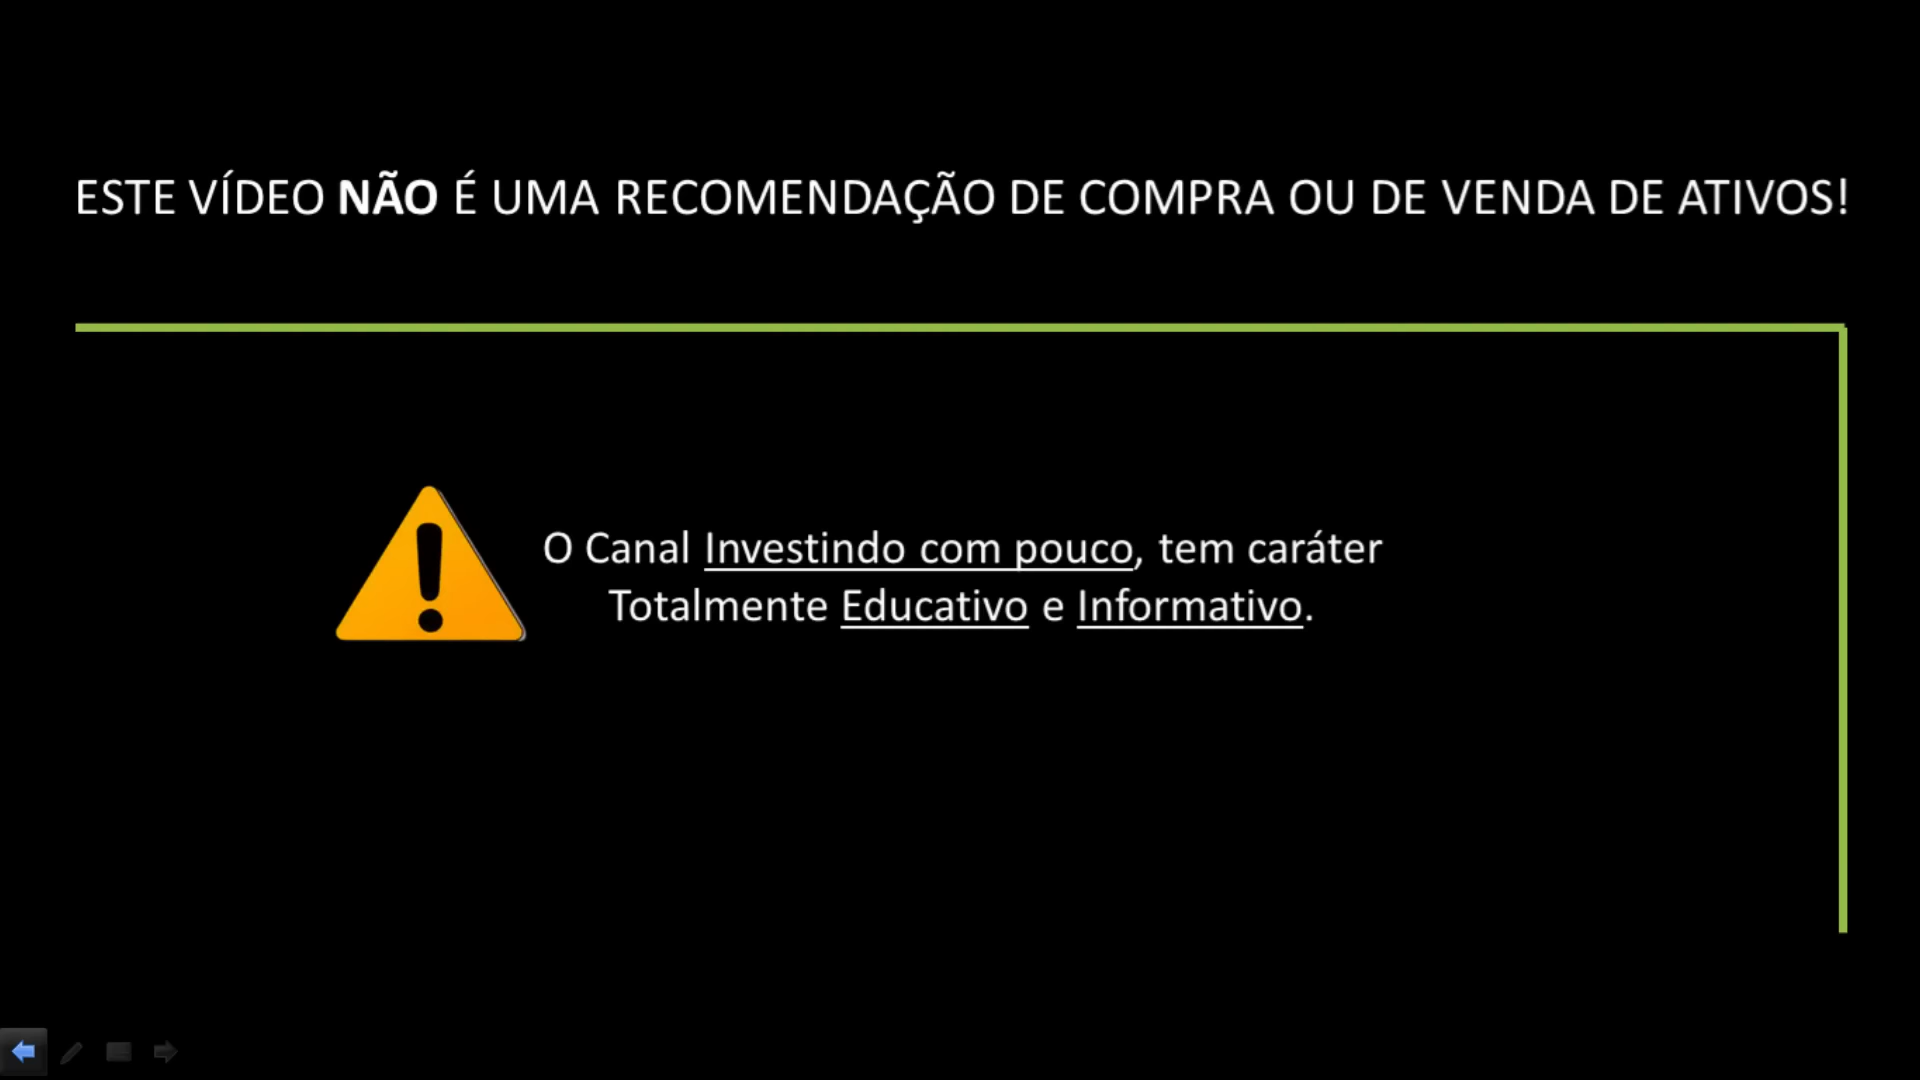 ESTE VÍDEO NÃO É UMA RECOMENDAÇÃO DE COMPRA OU DE VENDA DE ATIVOS!
O Canal Investindo com pouco, tem caráter
Totalmente Educativo e Informativo.